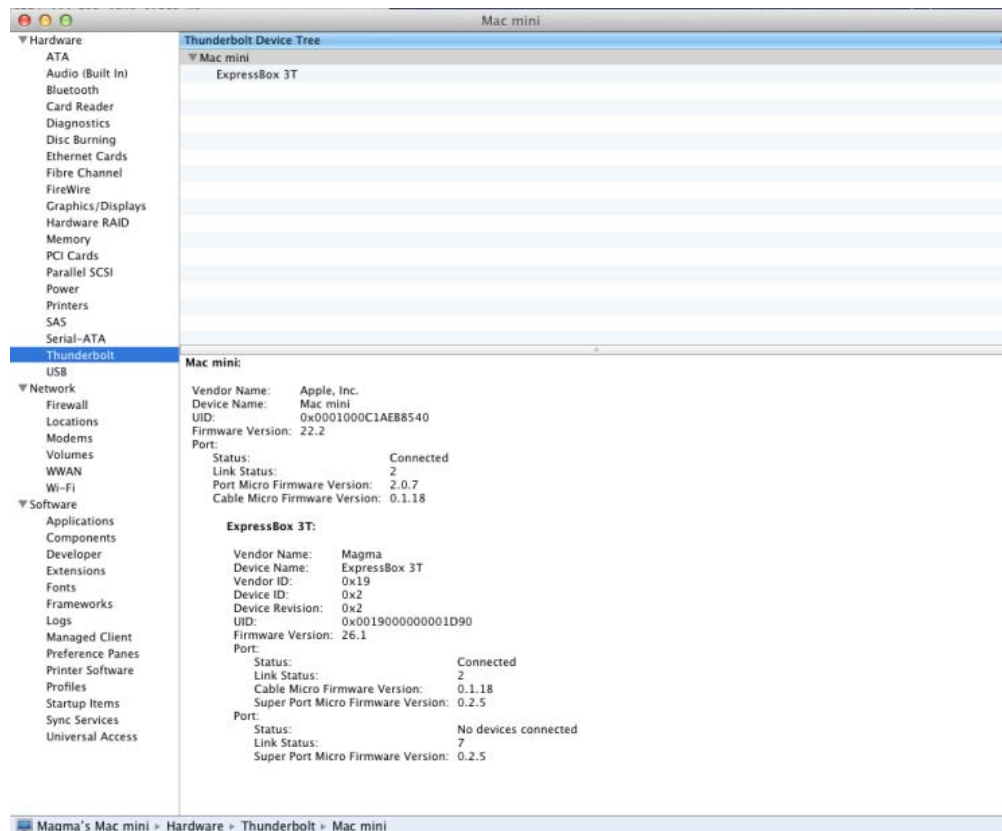 Mac mini
Hardware
ATA
Audio (Built In)
Bluetooth
Card Reader
Diagnostics
Disc Burning
Ethernet Cards
Fibre Channel
FireWire
Graphics/Displays
Hardware RAID
Memory
PCI Cards
Parallel SCSI
Power
Printers
SAS
Serial-ATA
Thunderbolt
USB
Network
Firewall
Locations
Modems
Volumes
WWAN
Wi-Fi
Software
Applications
Components
Developer
Extensions
Fonts
Frameworks
Logs
Managed Client
Preference Panes
Printer Software
Profiles
Startup Items
Sync Services
Universal Access
Thunderbolt Device Tree
Mac mini
ExpressBox 3T
Mac mini:
Vendor Name: Apple, Inc.
Device Name: Mac mini
UID: 0x0001000C1AEB8540
Firmware Version: 22.2
Port:
Status: Connected
Link Status: 2
Port Micro Firmware Version: 2.0.7
Cable Micro Firmware Version: 0.1.18
ExpressBox 3T:
Vendor Name: Magma
Device Name: ExpressBox 3T
Vendor ID: 0x19
Device ID: 0x2
Device Revision: 0x2
UID: 0x0019000000001D90
Firmware Version: 26.1
Port:
Status: Connected
Link Status: 2
Cable Micro Firmware Version: 0.1.18
Super Port Micro Firmware Version: 0.2.5
Port:
Status: No devices connected
Link Status: 7
Super Port Micro Firmware Version: 0.2.5
Magma's Mac mini ▸ Hardware ▸ Thunderbolt ▸ Mac mini